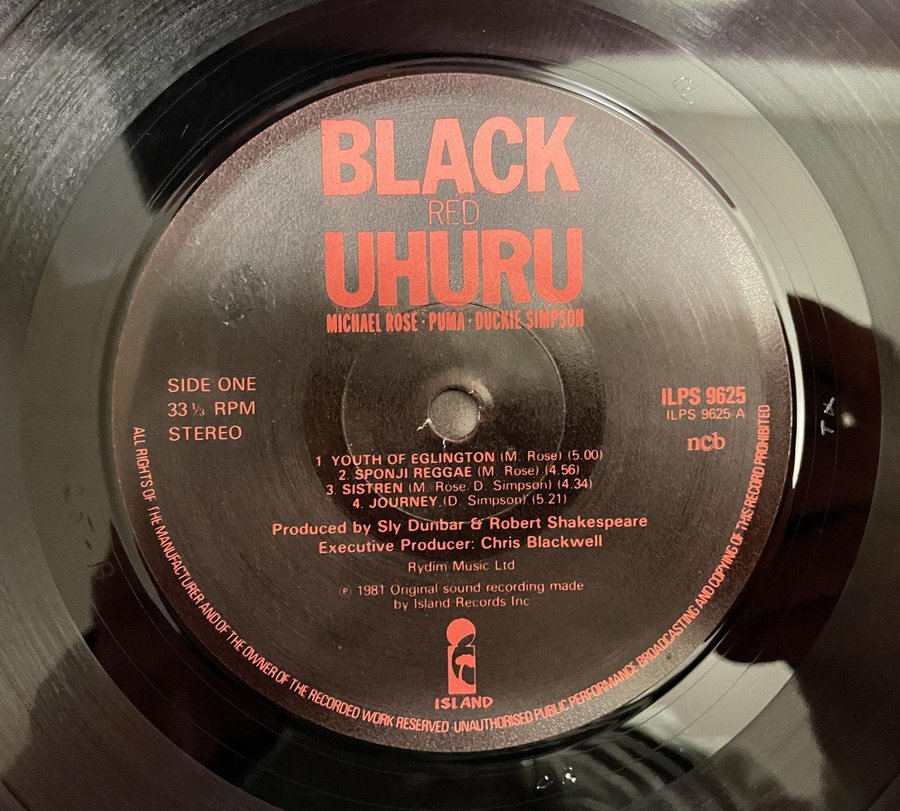 BLACK
RED
UHURU
MICHAEL ROSE · PUMA · DUCKIE SIMPSON
SIDE ONE
33 ⅓ RPM
STEREO
ILPS 9625
ILPS 9625 A
ncb
1. YOUTH OF EGLINGTON (M. Rose) (5.00)
2. SPONJI REGGAE (M. Rose) (4.56)
3. SISTREN (M. Rose. D. Simpson) (4.34)
4. JOURNEY (D. Simpson) (5.21)
Produced by Sly Dunbar & Robert Shakespeare
Executive Producer: Chris Blackwell
Rydim Music Ltd
℗ 1981 Original sound recording made
by Island Records Inc
ISLAND
ALL RIGHTS OF THE MANUFACTURER AND OF THE OWNER OF THE RECORDED WORK RESERVED · UNAUTHORISED PUBLIC PERFORMANCE BROADCASTING AND COPYING OF THIS RECORD PROHIBITED